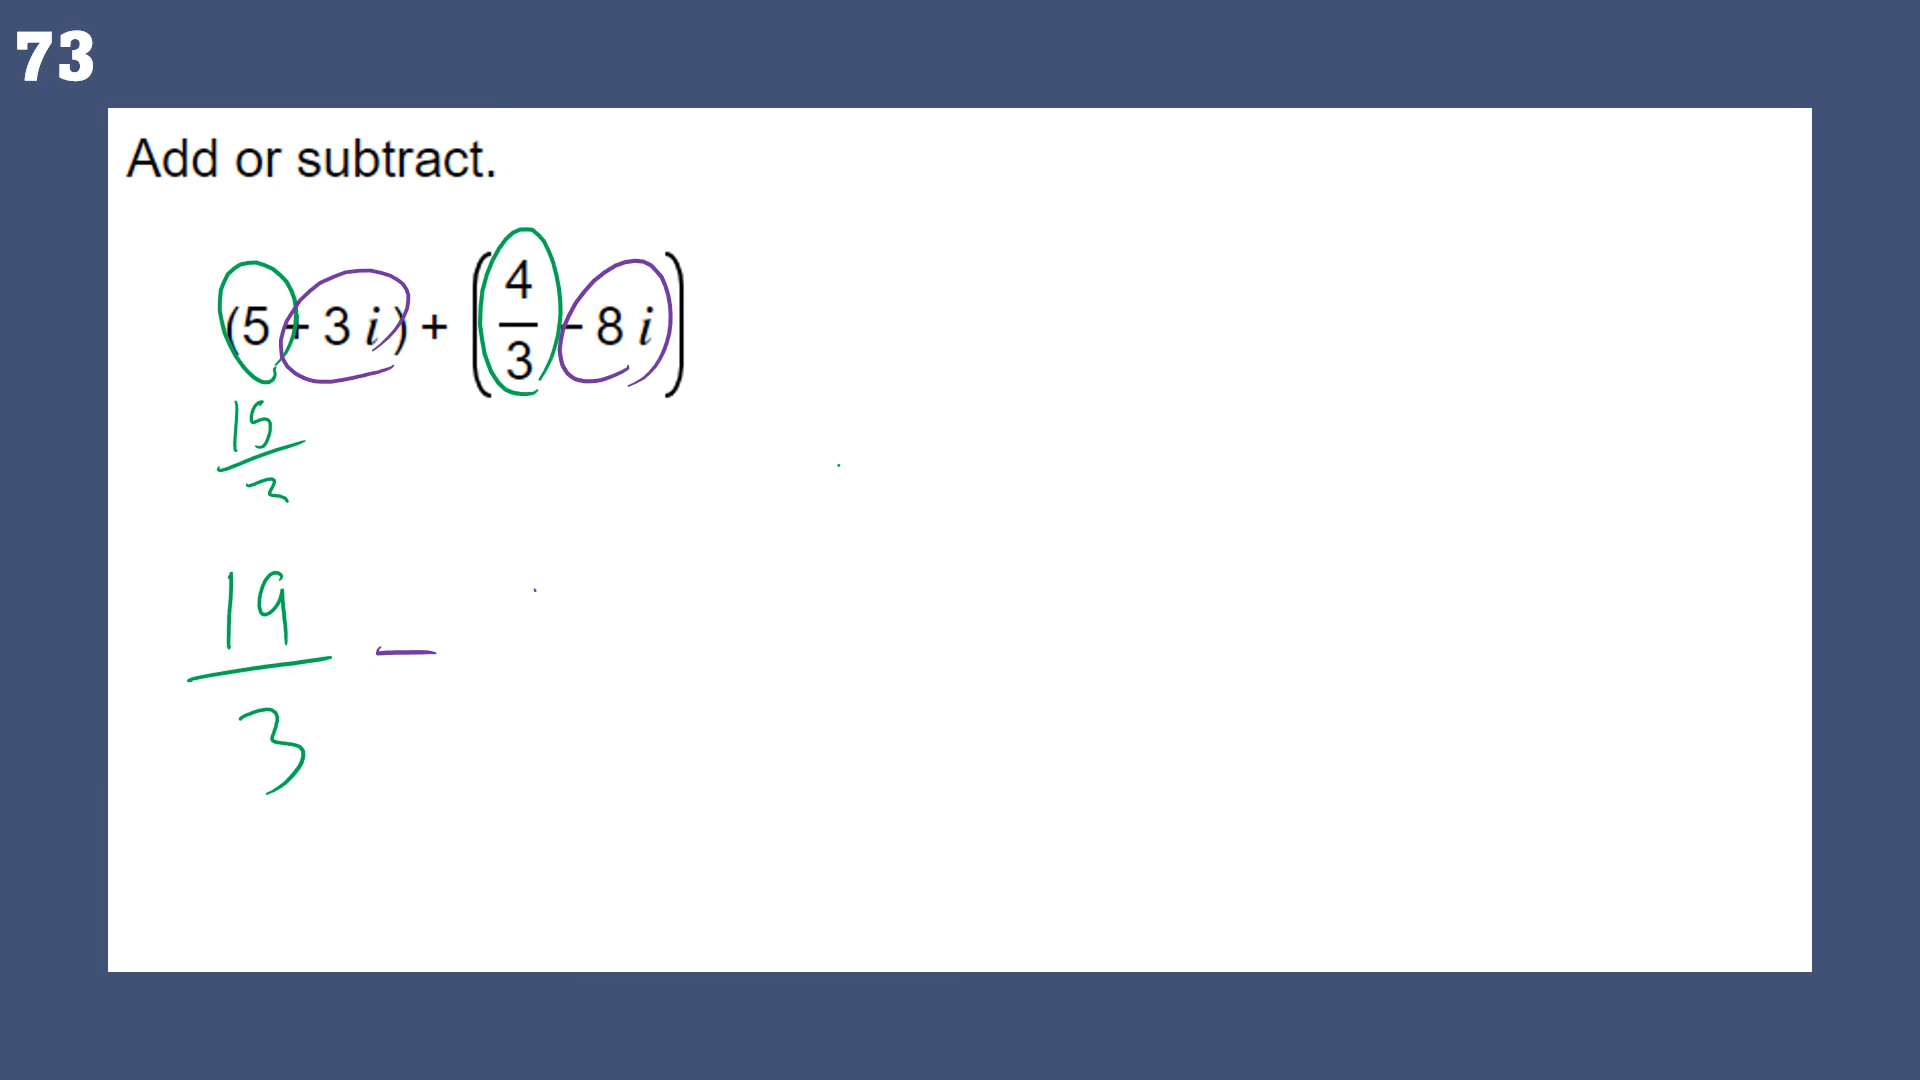 73
Add or subtract.
(5 + 3 i) + (4/3 − 8 i)
15/3
19/3 −